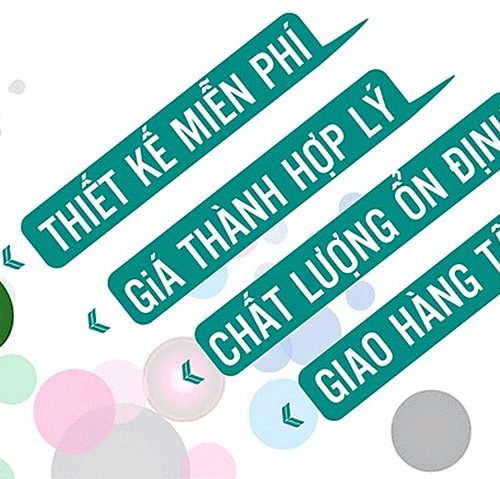 THIẾT KẾ MIỄN PHÍ
GiÁ THÀNH HỢP LÝ
CHẤT LƯỢNG ỔN ĐỊNH
GIAO HÀNG